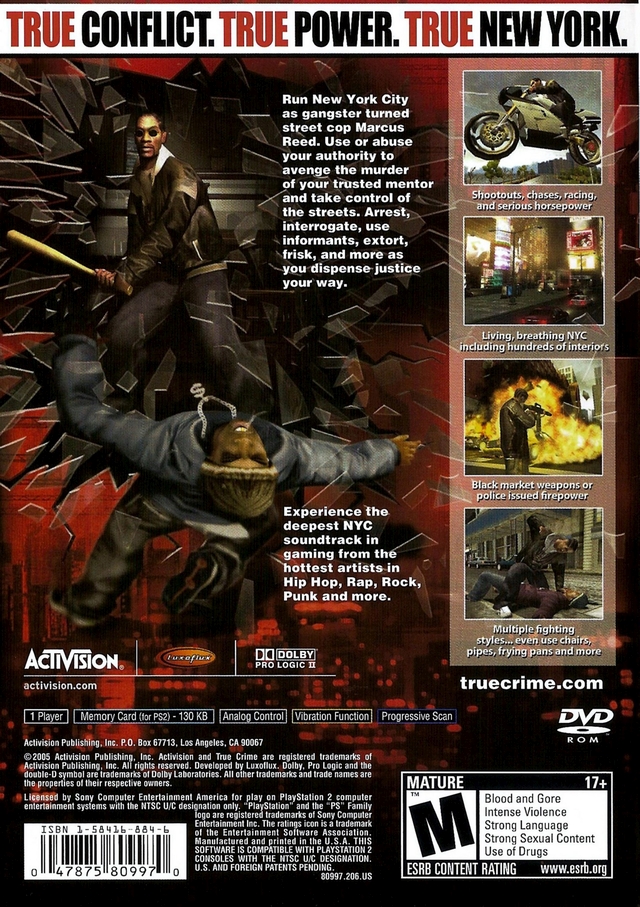 TRUE CONFLICT. TRUE POWER. TRUE NEW YORK.
Run New York City
as gangster turned
street cop Marcus
Reed. Use or abuse
your authority to
avenge the murder
of your trusted mentor
and take control of
the streets. Arrest,
interrogate, use
informants, extort,
frisk, and more as
you dispense justice
your way.
Shootouts, chases, racing,
and serious horsepower
Living, breathing NYC
including hundreds of interiors
Black market weapons or
police issued firepower
Multiple fighting
styles... even use chairs,
pipes, frying pans and more
Experience the
deepest NYC
soundtrack in
gaming from the
hottest artists in
Hip Hop, Rap, Rock,
Punk and more.
ACTIVISION®
activision.com
Luxoflux
DOLBY
PRO LOGIC II
truecrime.com
1 Player
Memory Card (for PS2) - 130 KB
Analog Control
Vibration Function
Progressive Scan
DVD
ROM
Activision Publishing, Inc. P.O. Box 67713, Los Angeles, CA 90067
©2005 Activision Publishing, Inc. Activision and True Crime are registered trademarks of
Activision Publishing, Inc. All rights reserved. Developed by Luxoflux. Dolby, Pro Logic and the
double-D symbol are trademarks of Dolby Laboratories. All other trademarks and trade names are
the properties of their respective owners.
Licensed by Sony Computer Entertainment America for play on PlayStation 2 computer
entertainment systems with the NTSC U/C designation only. "PlayStation" and the "PS" Family
logo are registered trademarks of Sony Computer
Entertainment Inc. The ratings icon is a trademark
of the Entertainment Software Association.
Manufactured and printed in the U.S.A. THIS
SOFTWARE IS COMPATIBLE WITH PLAYSTATION 2
CONSOLES WITH THE NTSC U/C DESIGNATION.
U.S. AND FOREIGN PATENTS PENDING.
80997.206.US
ISBN 1-58416-884-6
0 47875 80997 0
MATURE 17+
M
TM
Blood and Gore
Intense Violence
Strong Language
Strong Sexual Content
Use of Drugs
ESRB CONTENT RATING www.esrb.org